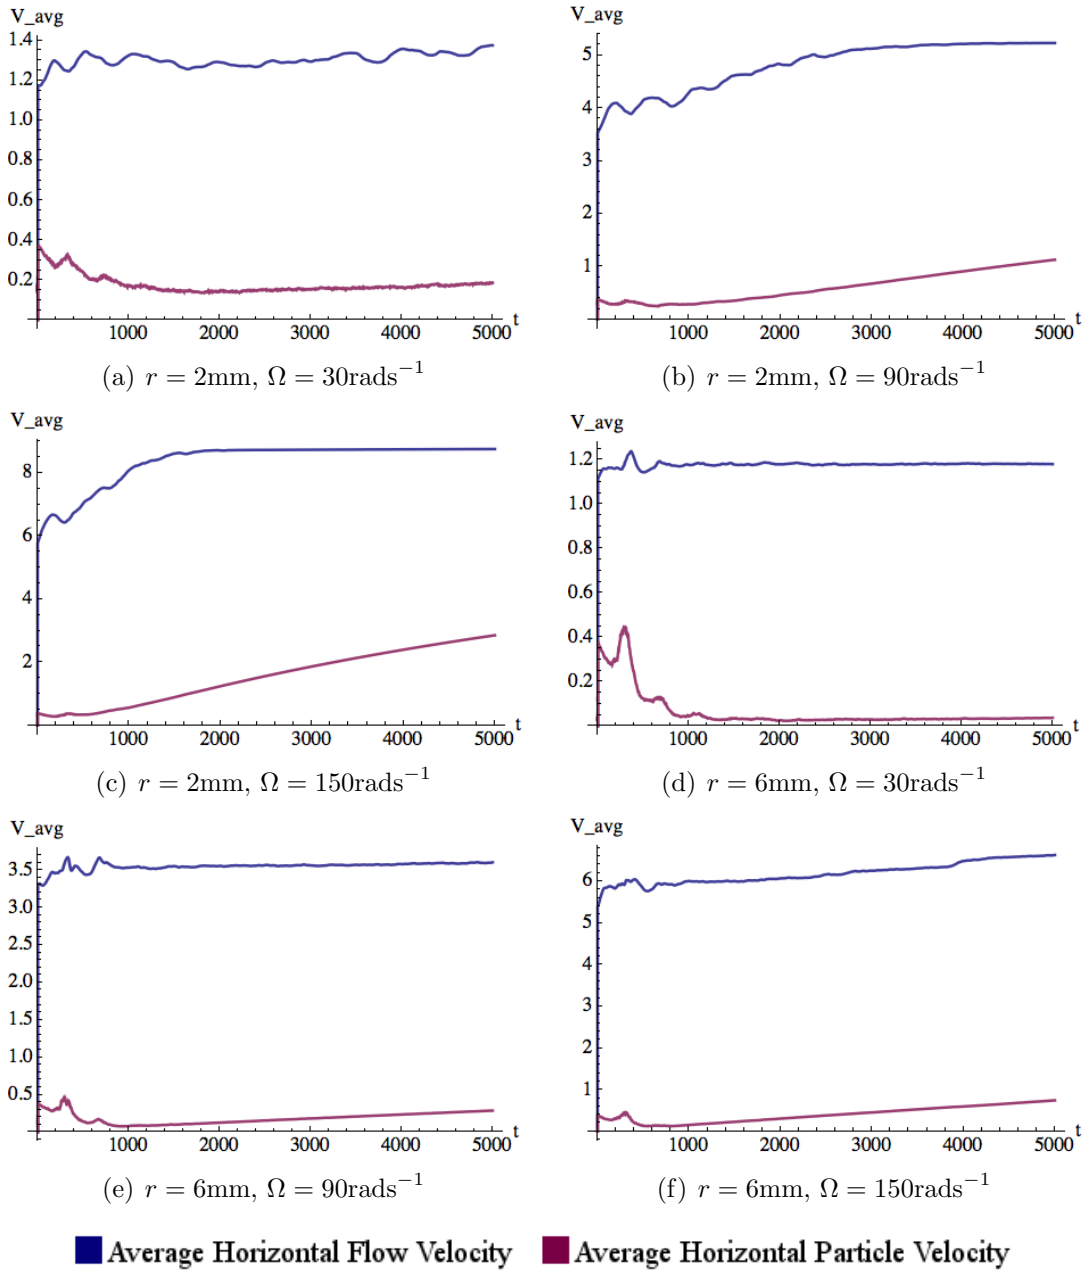 V_avg
1.4
1.2
1.0
0.8
0.6
0.4
0.2
1000 2000 3000 4000 5000 t
(a) r = 2mm, Ω = 30rads⁻¹
V_avg
5
4
3
2
1
1000 2000 3000 4000 5000 t
(b) r = 2mm, Ω = 90rads⁻¹
V_avg
8
6
4
2
1000 2000 3000 4000 5000 t
(c) r = 2mm, Ω = 150rads⁻¹
V_avg
1.2
1.0
0.8
0.6
0.4
0.2
1000 2000 3000 4000 5000 t
(d) r = 6mm, Ω = 30rads⁻¹
V_avg
3.5
3.0
2.5
2.0
1.5
1.0
0.5
1000 2000 3000 4000 5000 t
(e) r = 6mm, Ω = 90rads⁻¹
V_avg
6
5
4
3
2
1
1000 2000 3000 4000 5000 t
(f) r = 6mm, Ω = 150rads⁻¹
Average Horizontal Flow Velocity Average Horizontal Particle Velocity